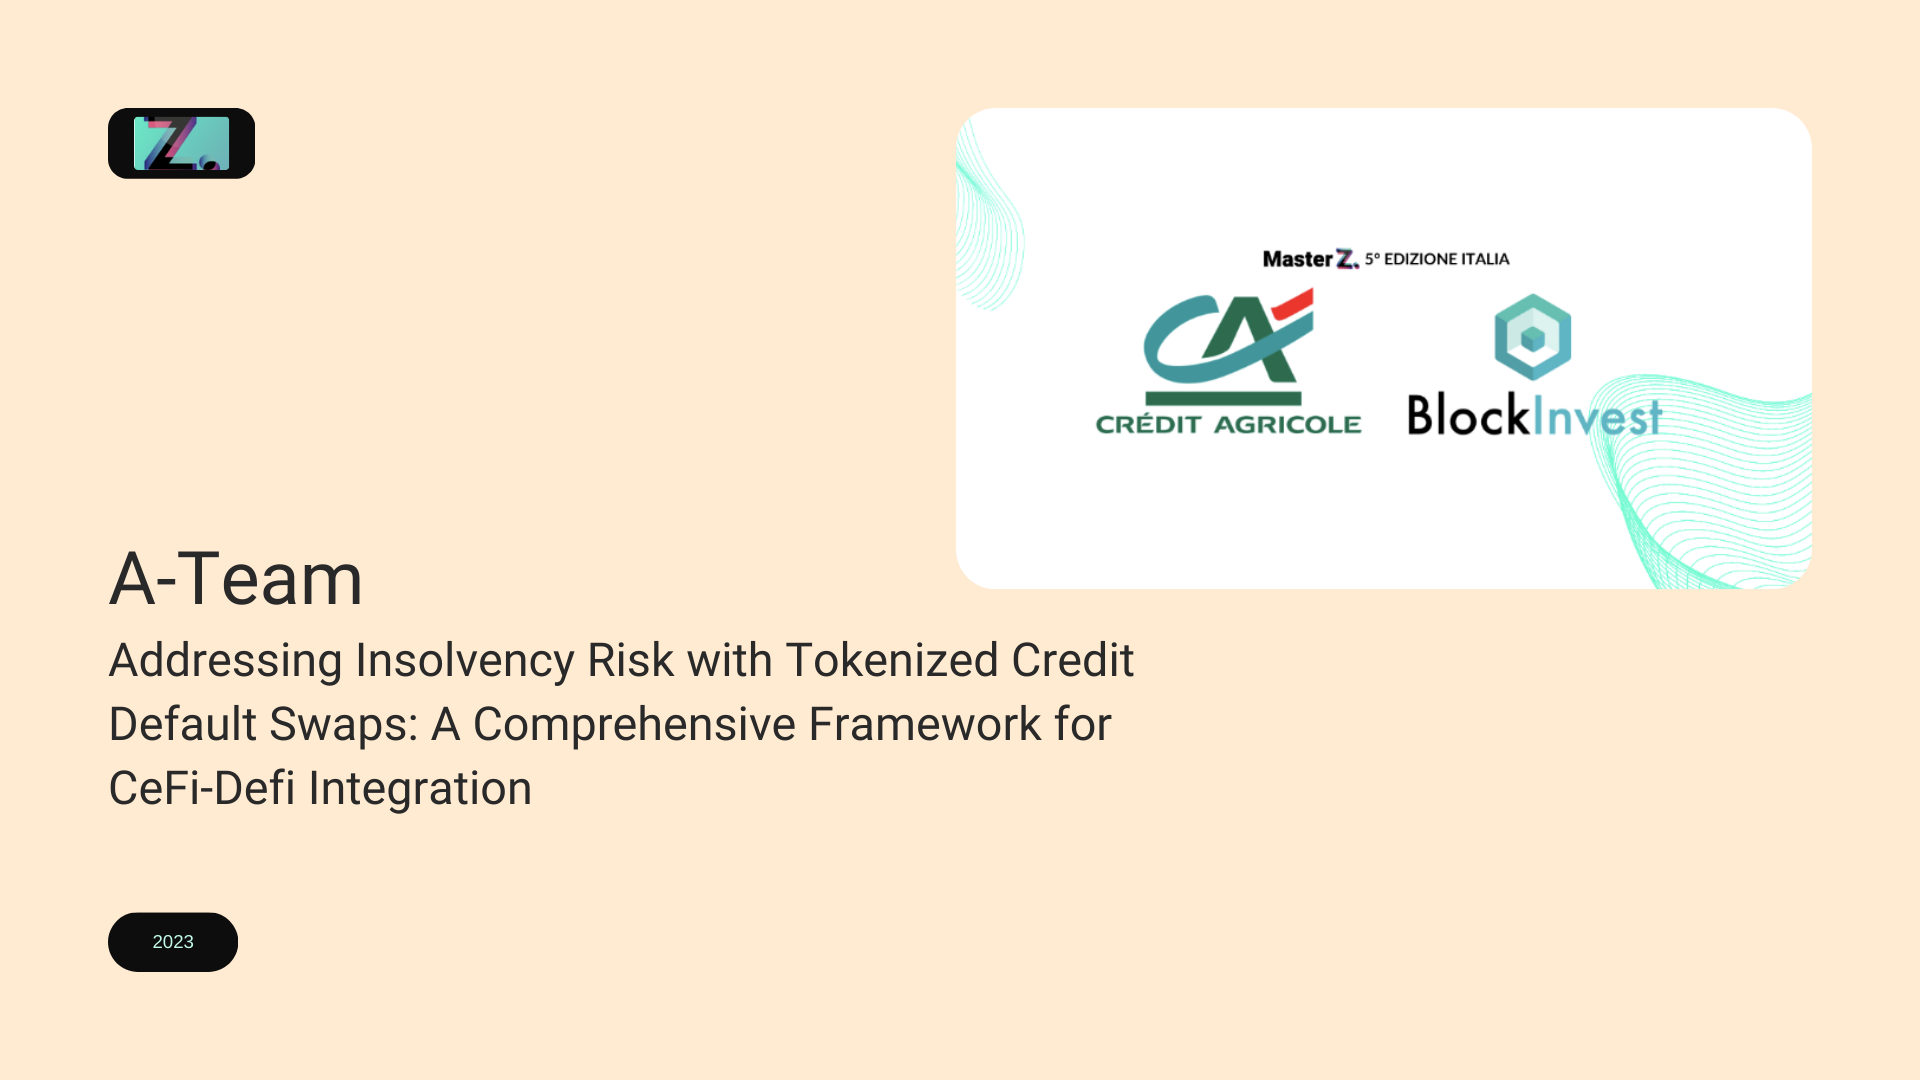 Z.
Master Z. 5° EDIZIONE ITALIA
CRÉDIT AGRICOLE
BlockInvest
A-Team
Addressing Insolvency Risk with Tokenized Credit
Default Swaps: A Comprehensive Framework for
CeFi-Defi Integration
2023